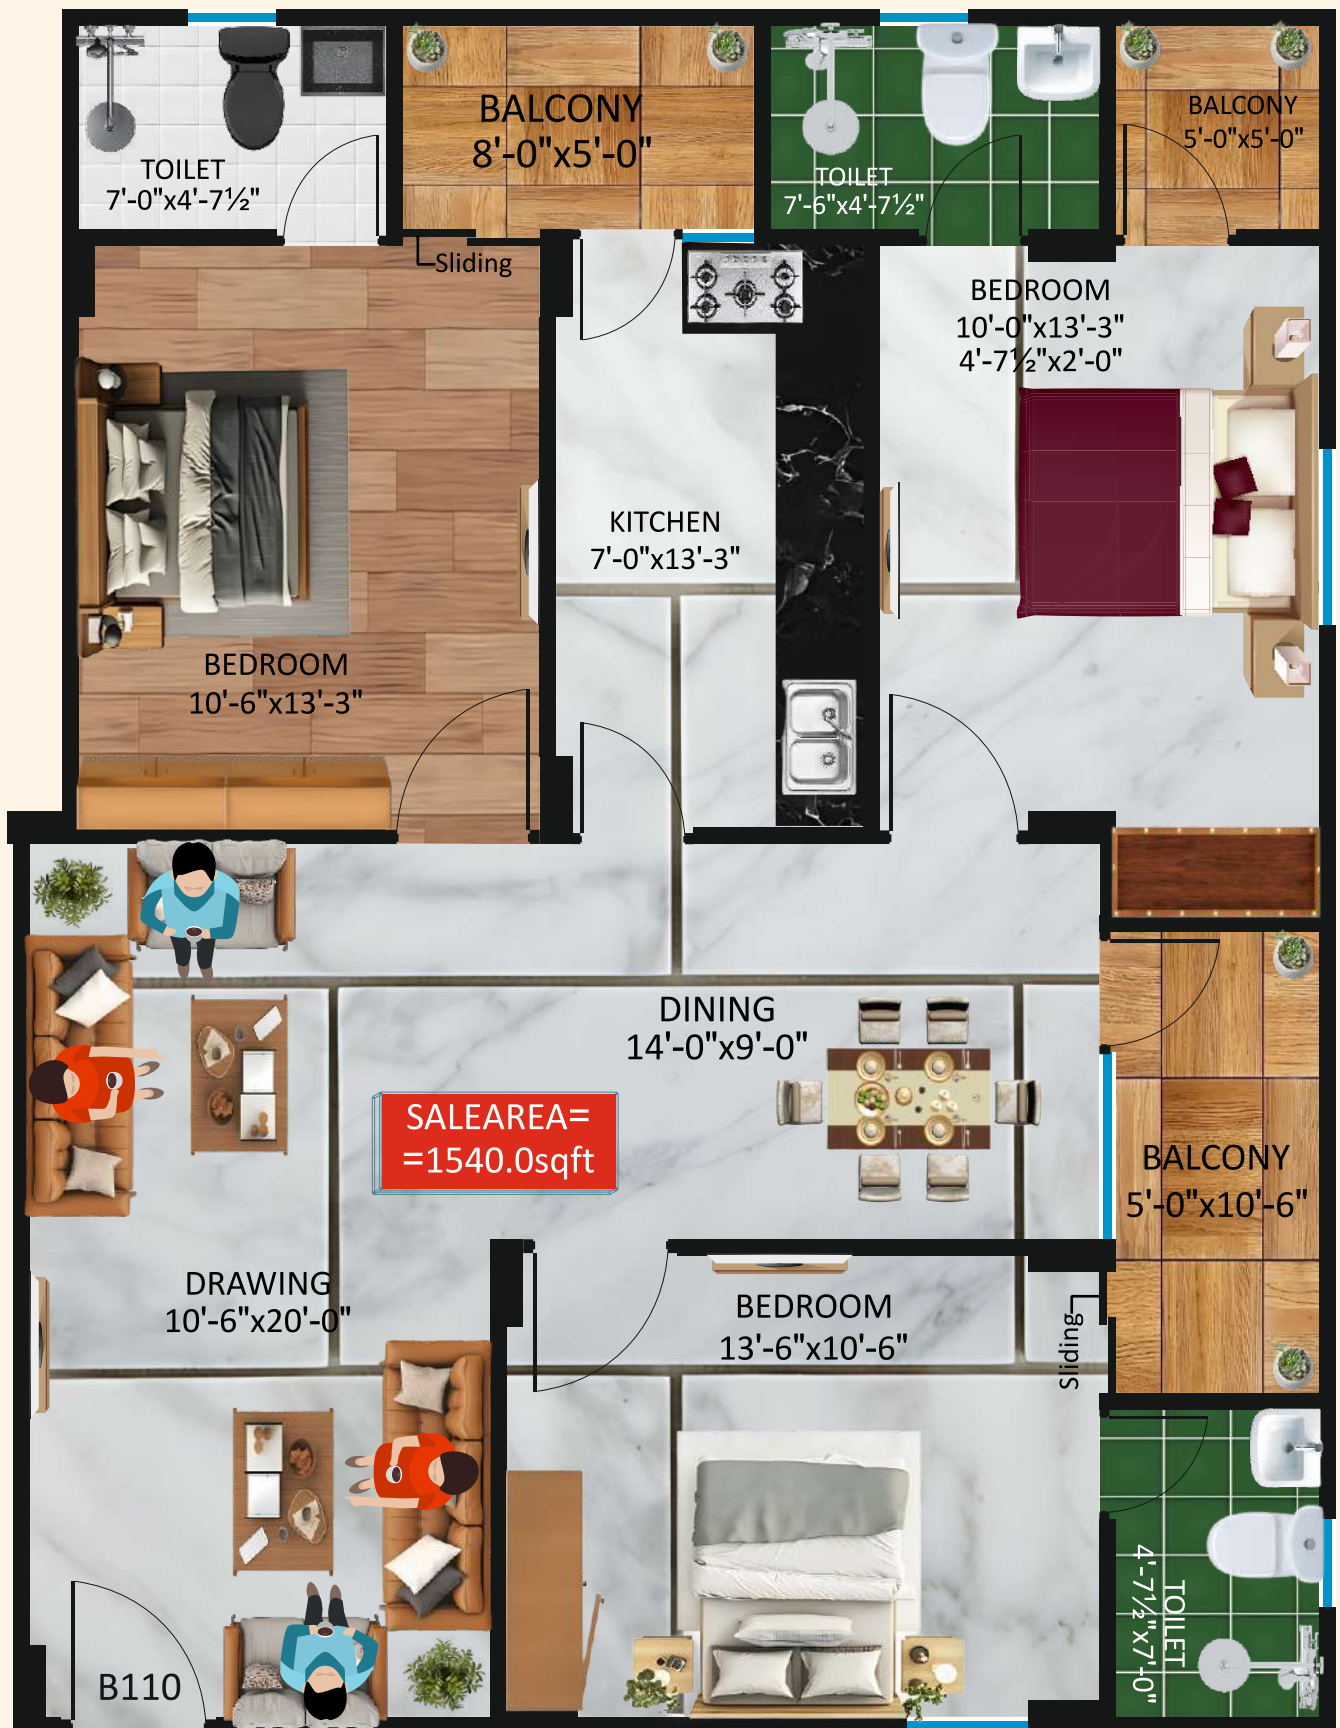 TOILET
7'-0"x4'-7½"
BALCONY
8'-0"x5'-0"
TOILET
7'-6"x4'-7½"
BALCONY
5'-0"x5'-0"
Sliding
BEDROOM
10'-0"x13'-3"
4'-7½"x2'-0"
KITCHEN
7'-0"x13'-3"
BEDROOM
10'-6"x13'-3"
DINING
14'-0"x9'-0"
SALEAREA=
=1540.0sqft
BALCONY
5'-0"x10'-6"
DRAWING
10'-6"x20'-0"
BEDROOM
13'-6"x10'-6"
Sliding
TOILET
4'-7½"x7'-0"
B110